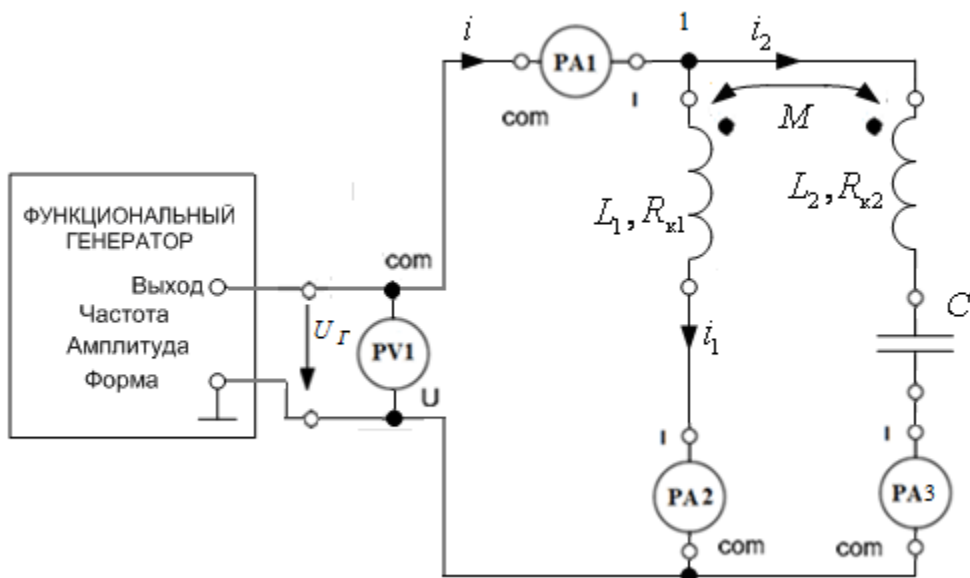 i
PA1
1
i₂
com
I
M
L₁, Rк1
L₂, Rк2
ФУНКЦИОНАЛЬНЫЙ
ГЕНЕРАТОР
Выход
Частота
Амплитуда
Форма
com
U_Г
PV1
U
i₁
C
I
PA2
com
I
PA3
com